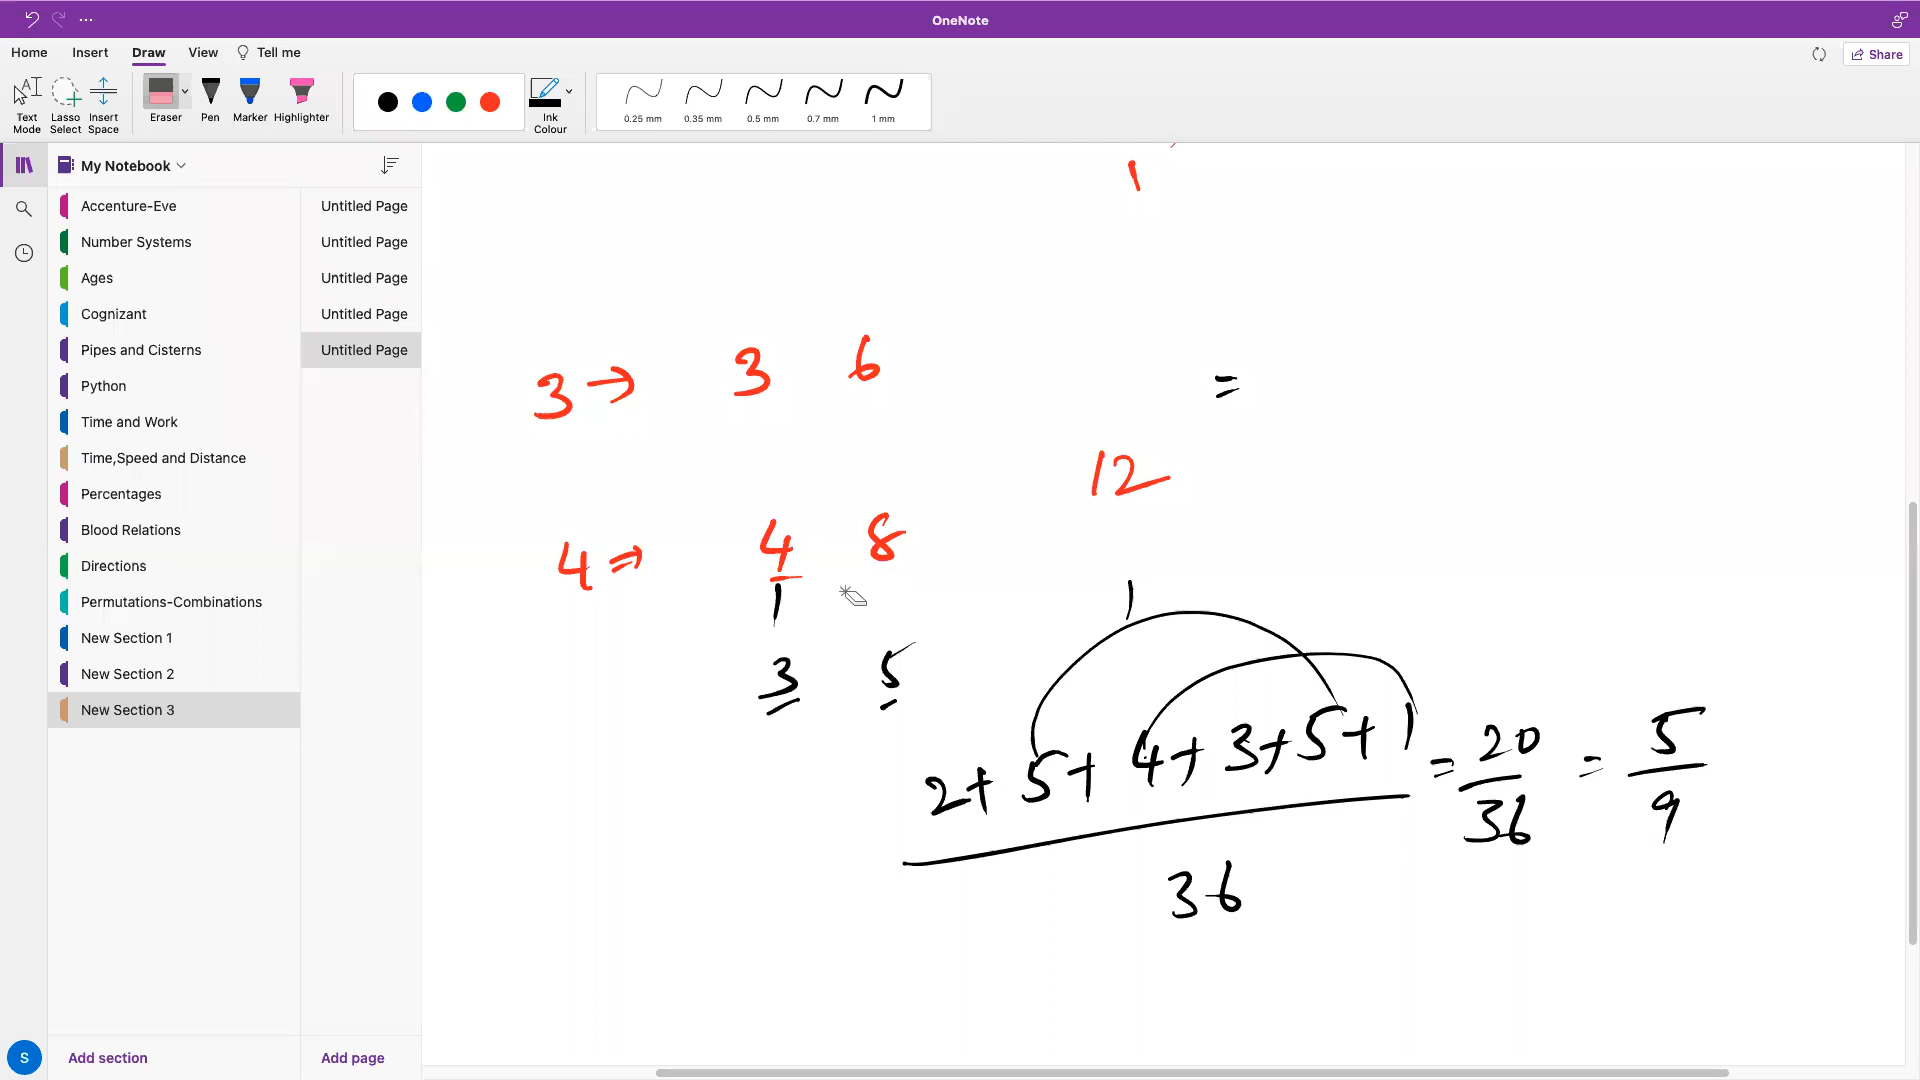 OneNote
Home Insert Draw View Tell me
Share
Text Mode
Lasso Select
Insert Space
Eraser
Pen
Marker
Highlighter
Ink Colour
0.25 mm
0.35 mm
0.5 mm
0.7 mm
1 mm
My Notebook
Accenture-Eve
Number Systems
Ages
Cognizant
Pipes and Cisterns
Python
Time and Work
Time,Speed and Distance
Percentages
Blood Relations
Directions
Permutations-Combinations
New Section 1
New Section 2
New Section 3
Untitled Page
Untitled Page
Untitled Page
Untitled Page
Untitled Page
S
Add section
Add page
1
3 → 3 6
=
12
4 ⇒ 4 8
1
1
3 5
2+ 5+ 4+ 3+ 5+ 1 = 20 = 5
36 36 9